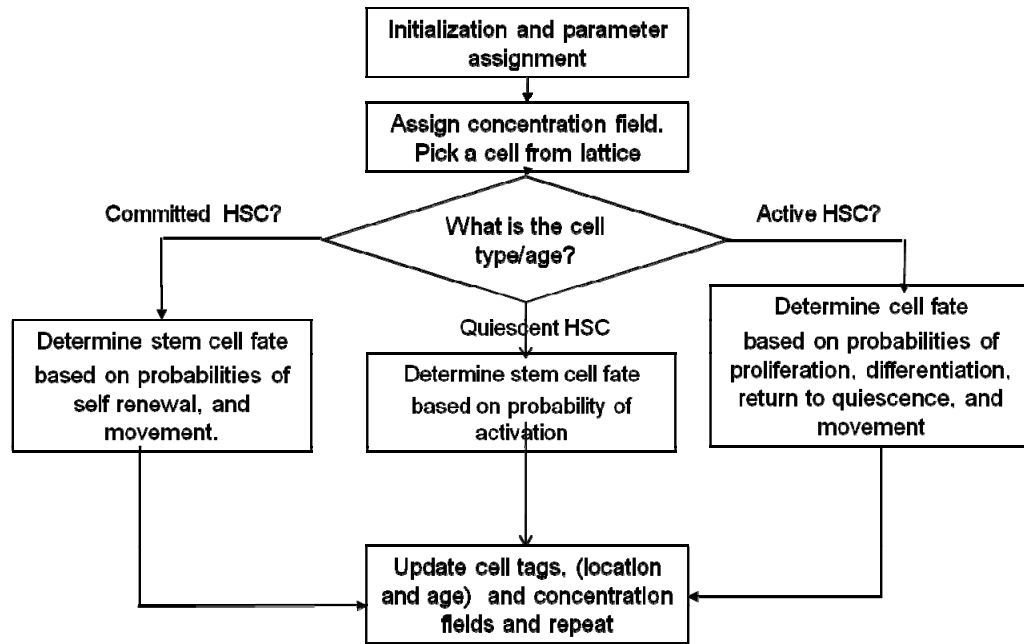 Initialization and parameter
assignment
Assign concentration field.
Pick a cell from lattice
Committed HSC?
What is the cell
type/age?
Active HSC?
Quiescent HSC
Determine stem cell fate
based on probabilities of
self renewal, and
movement.
Determine stem cell fate
based on probability of
activation
Determine cell fate
based on probabilities of
proliferation, differentiation,
return to quiescence, and
movement
Update cell tags, (location
and age) and concentration
fields and repeat